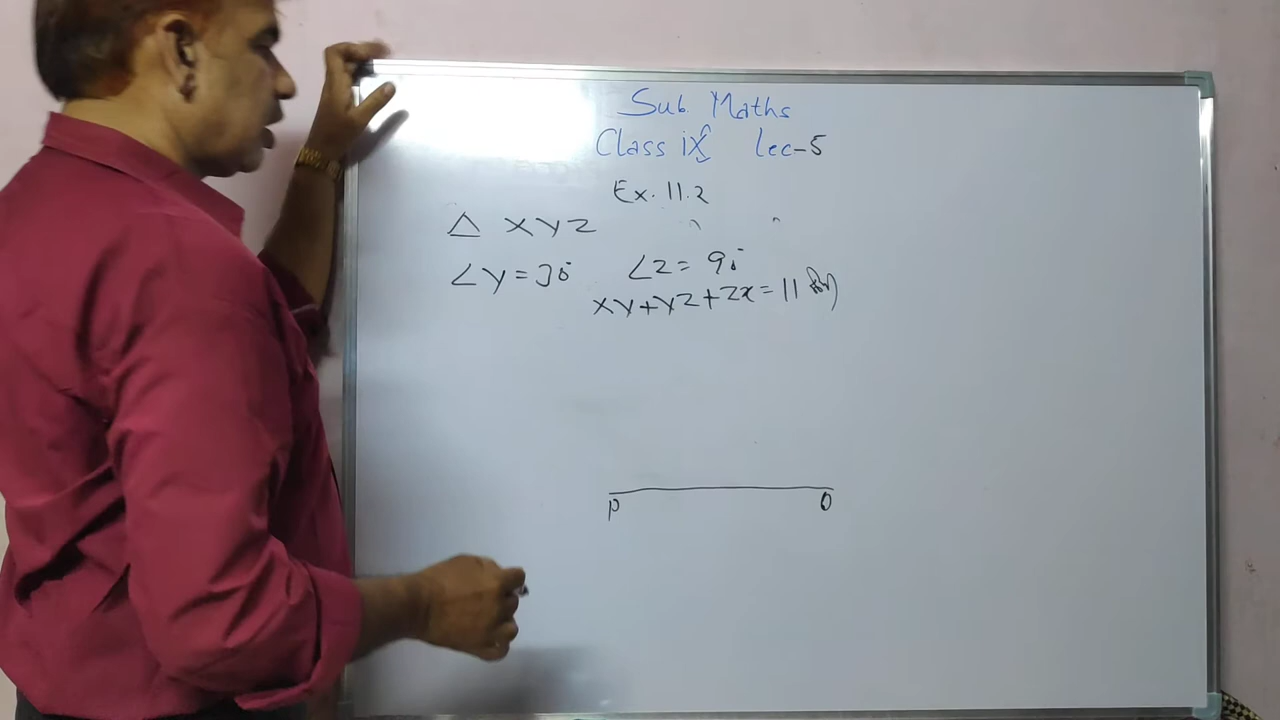 Sub. Maths
Class iX Lec-5
Ex. 11.2
△ XYZ
∠Y = 30° ∠Z = 90°
XY+YZ+ZX = 11
P Q